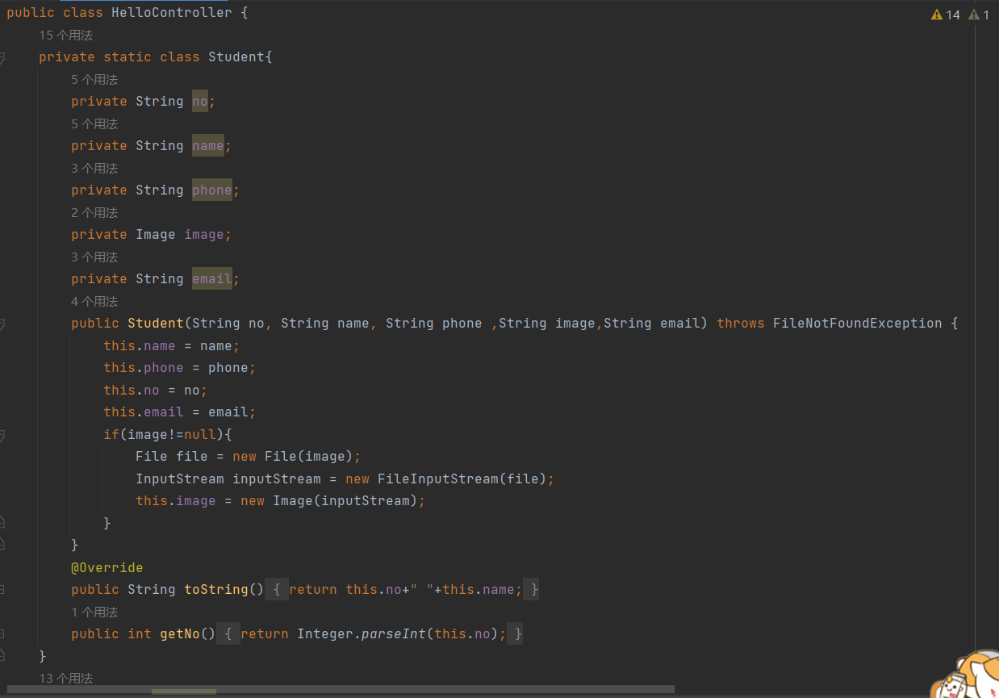 public class HelloController {
14 1
15 个用法
private static class Student{
5 个用法
private String no;
5 个用法
private String name;
3 个用法
private String phone;
2 个用法
private Image image;
3 个用法
private String email;
4 个用法
public Student(String no, String name, String phone ,String image,String email) throws FileNotFoundException {
this.name = name;
this.phone = phone;
this.no = no;
this.email = email;
if(image!=null){
File file = new File(image);
InputStream inputStream = new FileInputStream(file);
this.image = new Image(inputStream);
}
}
@Override
public String toString() { return this.no+" "+this.name; }
1 个用法
public int getNo() { return Integer.parseInt(this.no); }
}
13 个用法